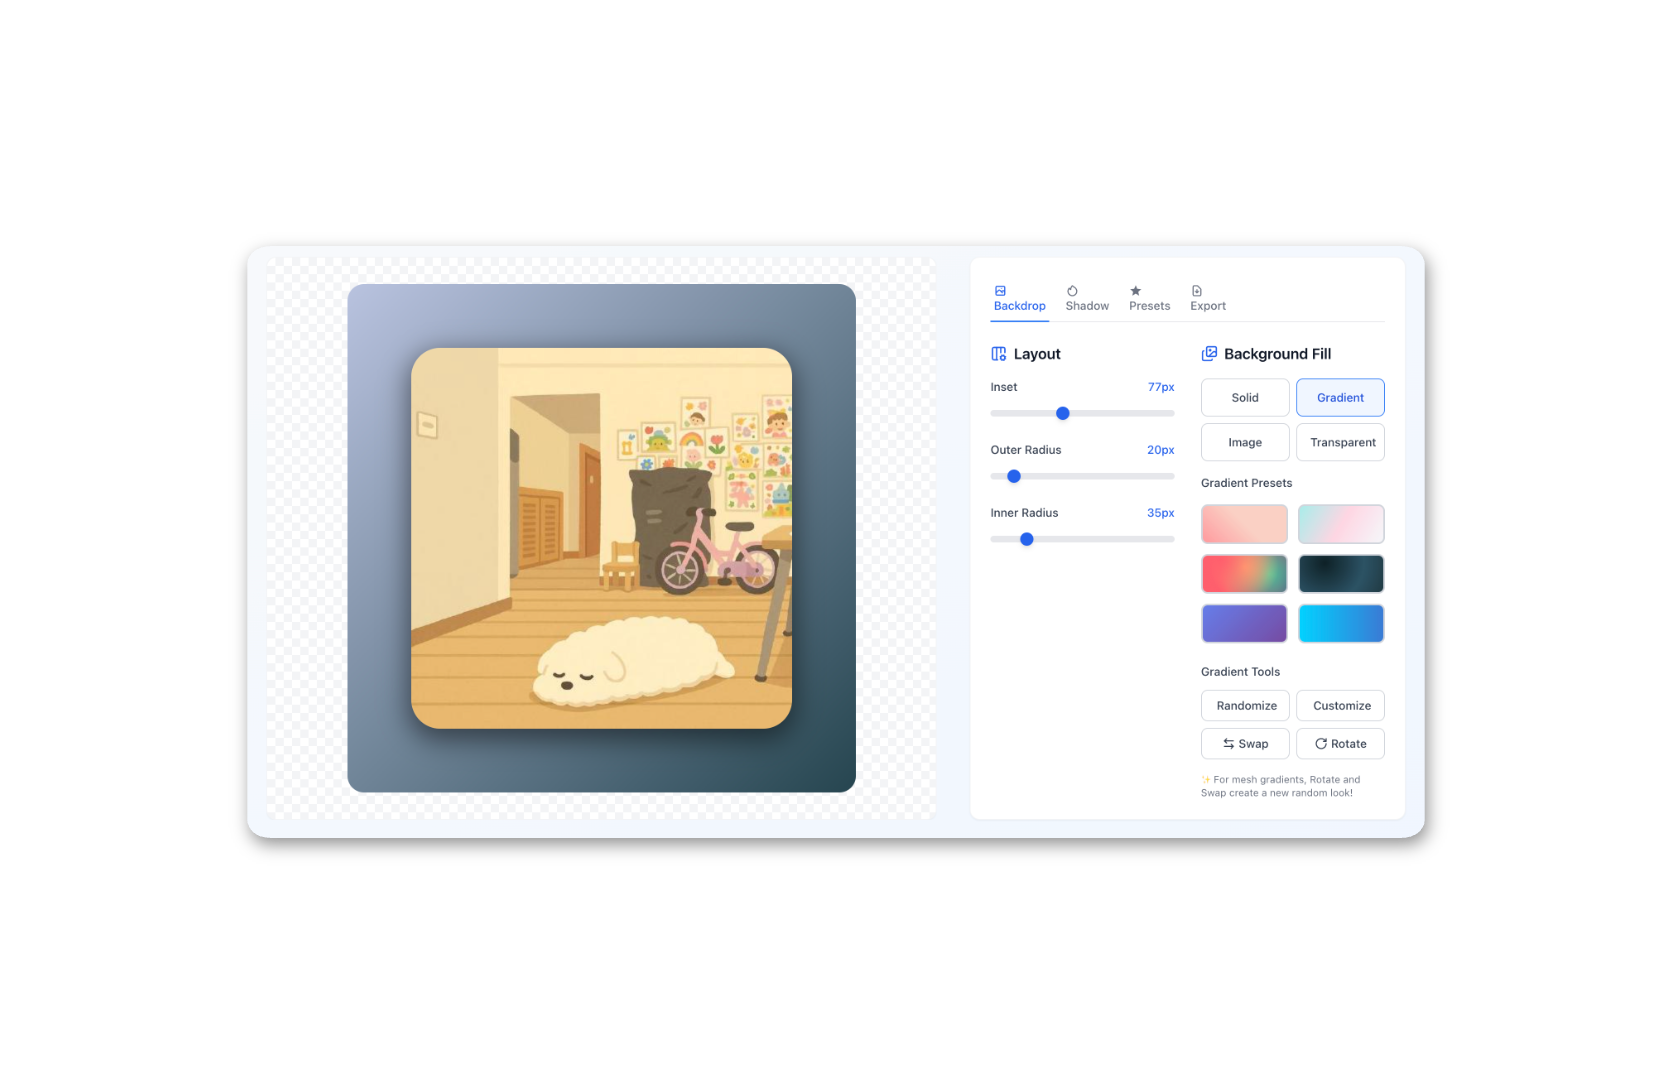 Backdrop
Shadow
Presets
Export
Layout
Inset
77px
Outer Radius
20px
Inner Radius
35px
Background Fill
Solid
Gradient
Image
Transparent
Gradient Presets
Gradient Tools
Randomize
Customize
Swap
Rotate
✨ For mesh gradients, Rotate and
Swap create a new random look!